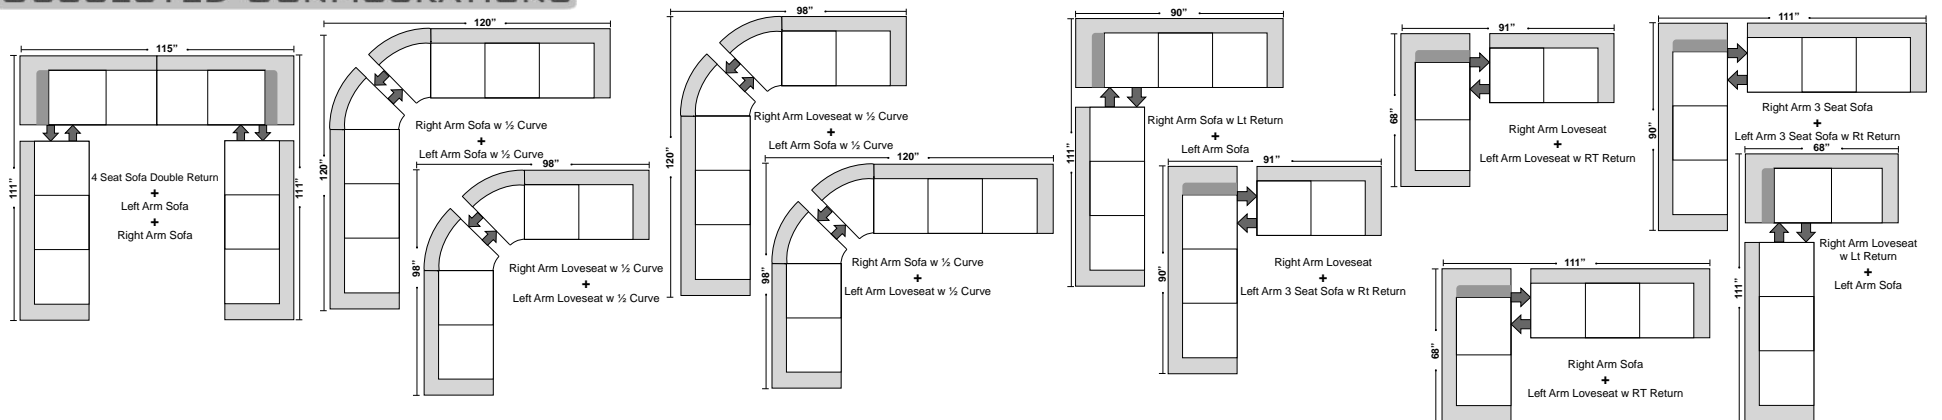 SUGGESTED CONFIGURATIONS
115”
111”
111”
4 Seat Sofa Double Return
+
Left Arm Sofa
+
Right Arm Sofa
120”
120”
Right Arm Sofa w ½ Curve
+
Left Arm Sofa w ½ Curve
98”
98”
Right Arm Loveseat w ½ Curve
+
Left Arm Loveseat w ½ Curve
98”
120”
Right Arm Loveseat w ½ Curve
+
Left Arm Sofa w ½ Curve
120”
98”
Right Arm Sofa w ½ Curve
+
Left Arm Loveseat w ½ Curve
90”
111”
Right Arm Sofa w Lt Return
+
Left Arm Sofa
91”
90”
Right Arm Loveseat
+
Left Arm 3 Seat Sofa w Rt Return
91”
68”
Right Arm Loveseat
+
Left Arm Loveseat w RT Return
111”
68”
Right Arm Sofa
+
Left Arm Loveseat w RT Return
111”
90”
Right Arm 3 Seat Sofa
+
Left Arm 3 Seat Sofa w Rt Return
68”
111”
Right Arm Loveseat
w Lt Return
+
Left Arm Sofa